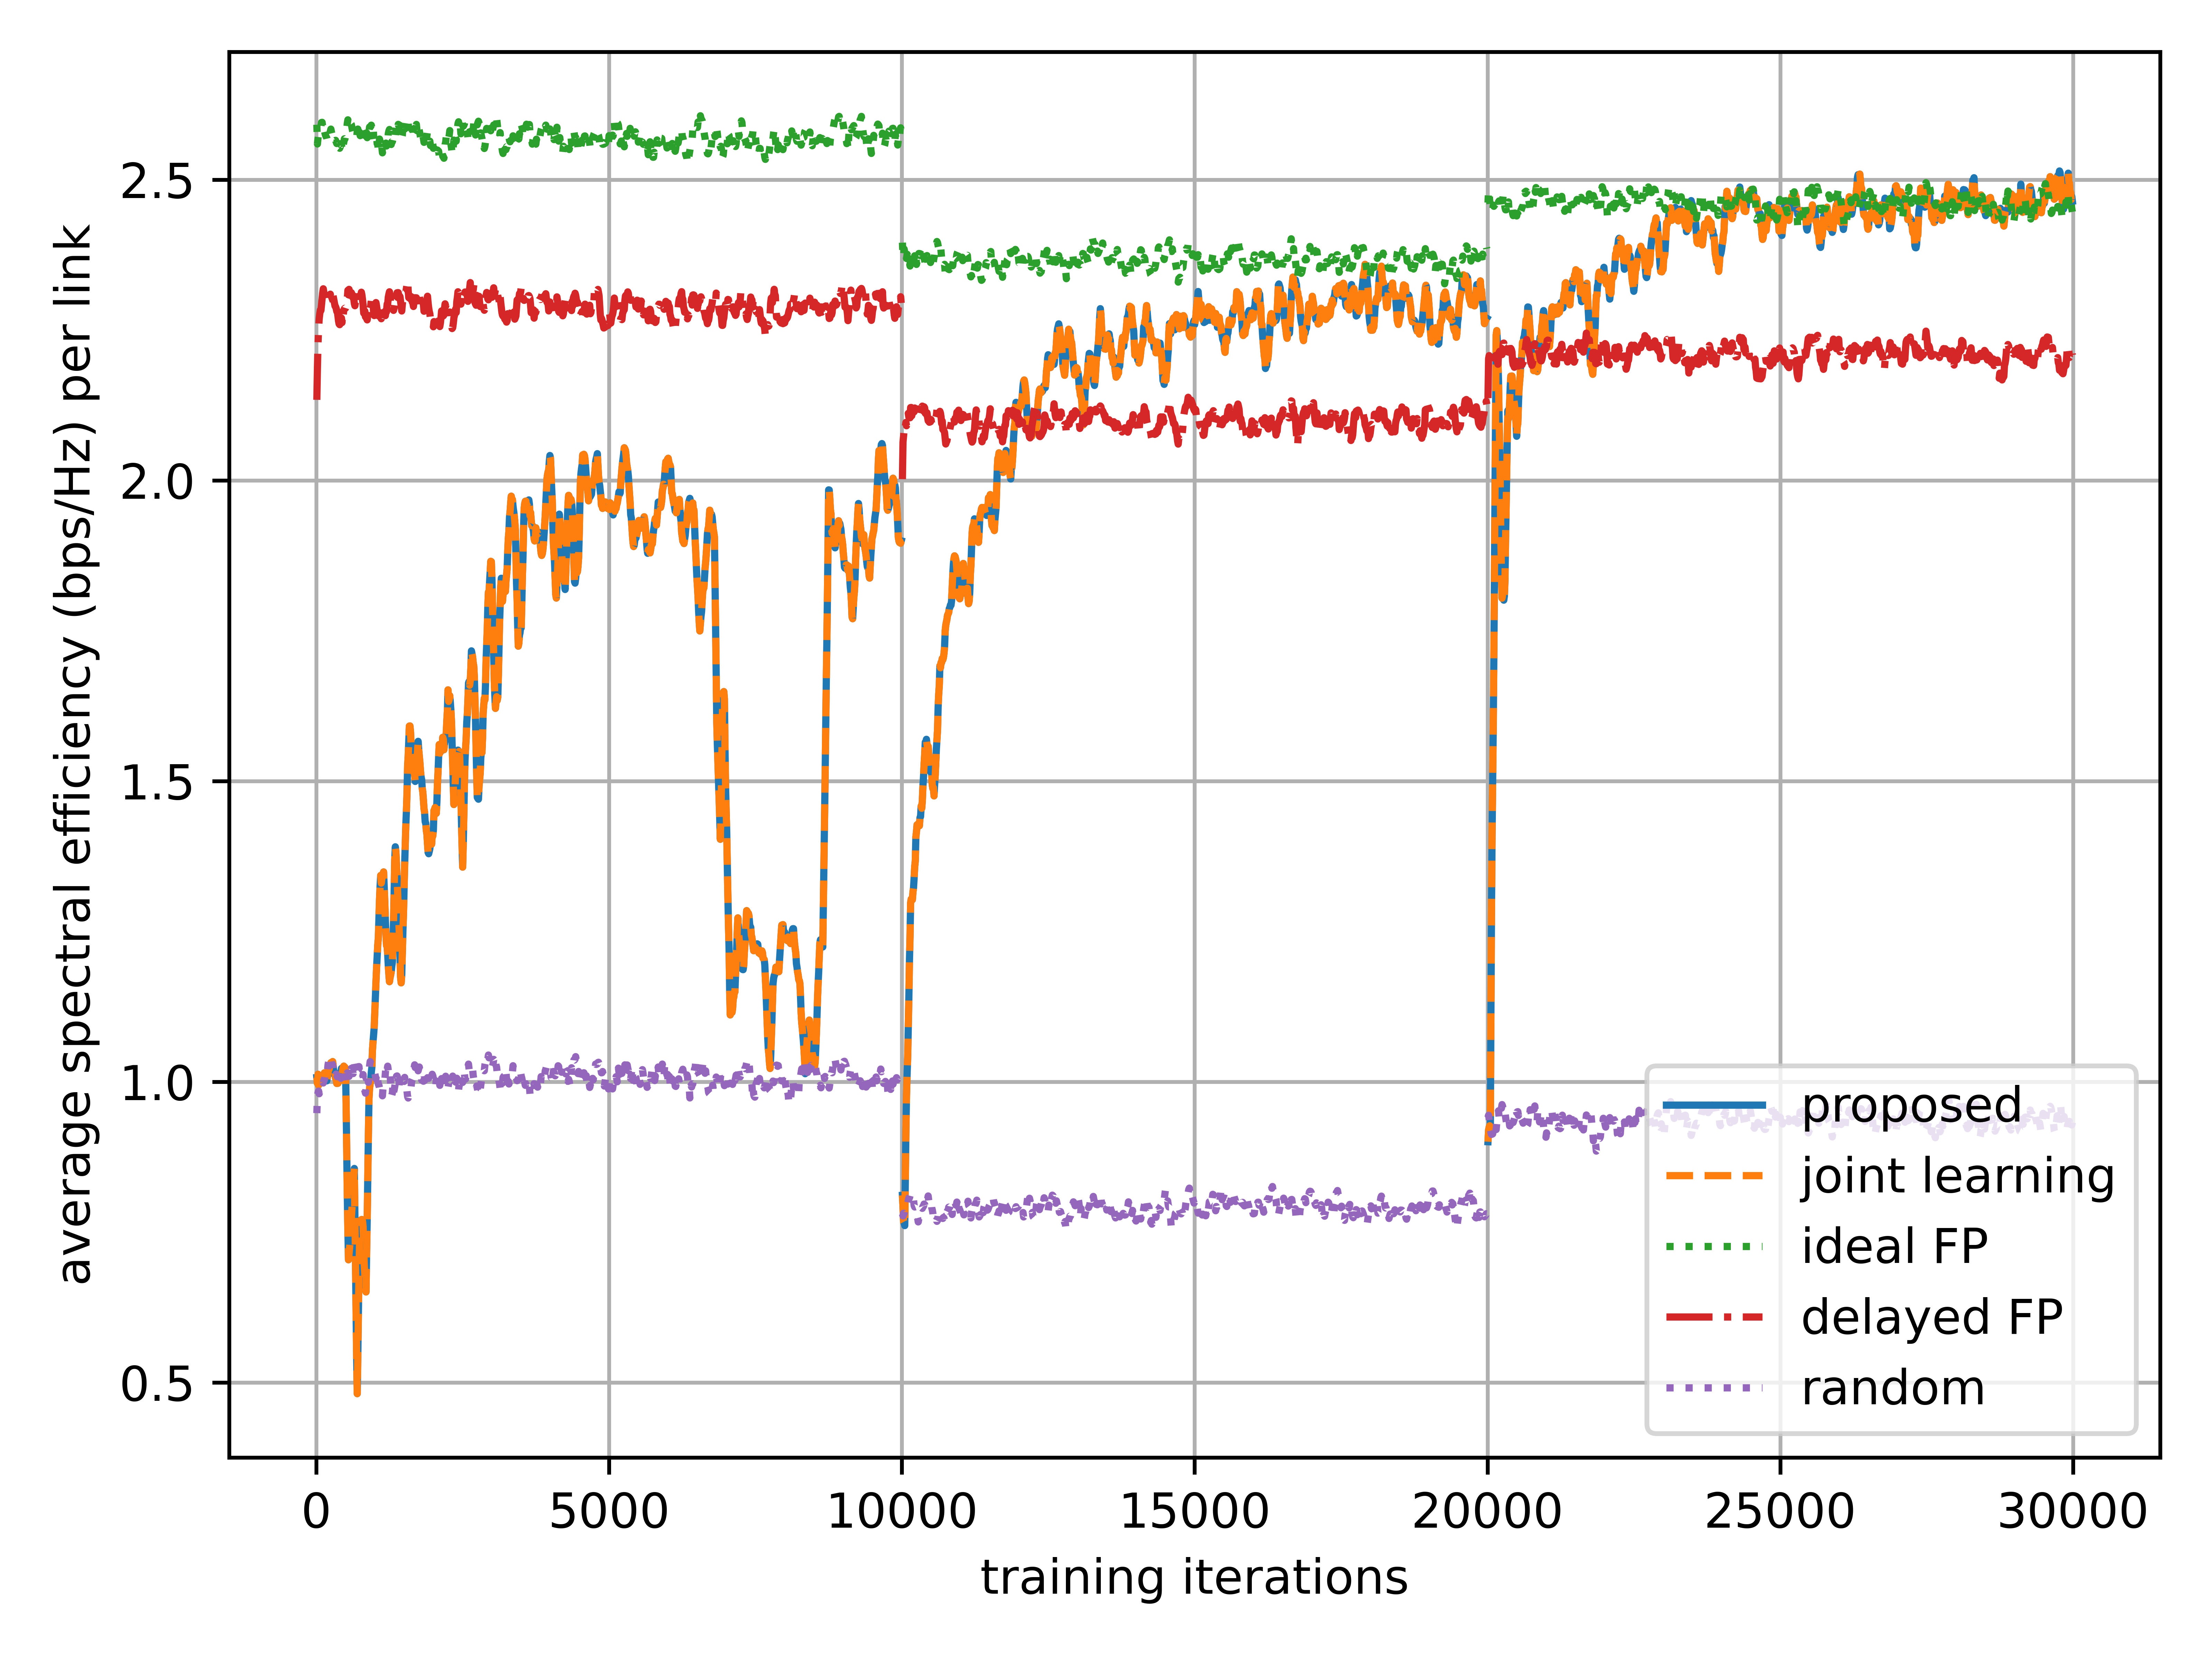 average spectral efficiency (bps/Hz) per link
2.5
2.0
1.5
1.0
0.5
proposed
joint learning
ideal FP
delayed FP
random
0 5000 10000 15000 20000 25000 30000
training iterations